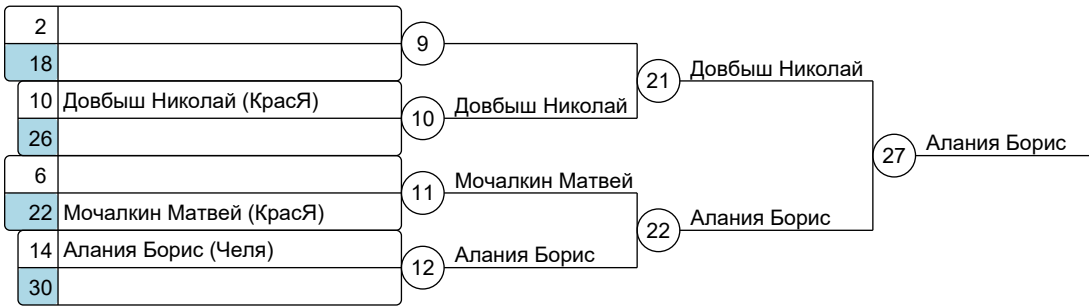 2
18
9
10 Довбыш Николай (КрасЯ)
26
10
Довбыш Николай
21
Довбыш Николай
6
22 Мочалкин Матвей (КрасЯ)
11
Мочалкин Матвей
14 Алания Борис (Челя)
30
12
Алания Борис
22
Алания Борис
27
Алания Борис